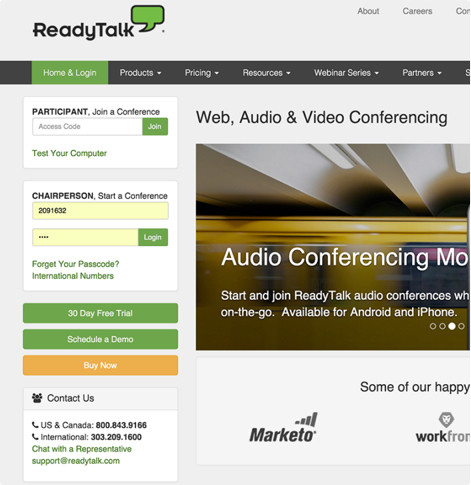 ReadyTalk
About Careers
Home & Login Products Pricing Resources Webinar Series Partners
PARTICIPANT, Join a Conference
Access Code Join
Test Your Computer
CHAIRPERSON, Start a Conference
2091632
•••• Login
Forget Your Passcode?
International Numbers
30 Day Free Trial
Schedule a Demo
Buy Now
Contact Us
US & Canada: 800.843.9166
International: 303.209.1600
Chat with a Representative
support@readytalk.com
Web, Audio & Video Conferencing
Audio Conferencing Mo
Start and join ReadyTalk audio conferences wh
on-the-go. Available for Android and iPhone.
Some of our happy
Marketo
workfron